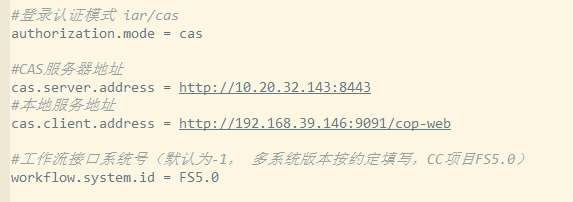 #登录认证模式 iar/cas
authorization.mode = cas
#CAS服务器地址
cas.server.address = http://10.20.32.143:8443
#本地服务地址
cas.client.address = http://192.168.39.146:9091/cop-web
#工作流接口系统号（默认为-1， 多系统版本按约定填写，CC项目FS5.0）
workflow.system.id = FS5.0